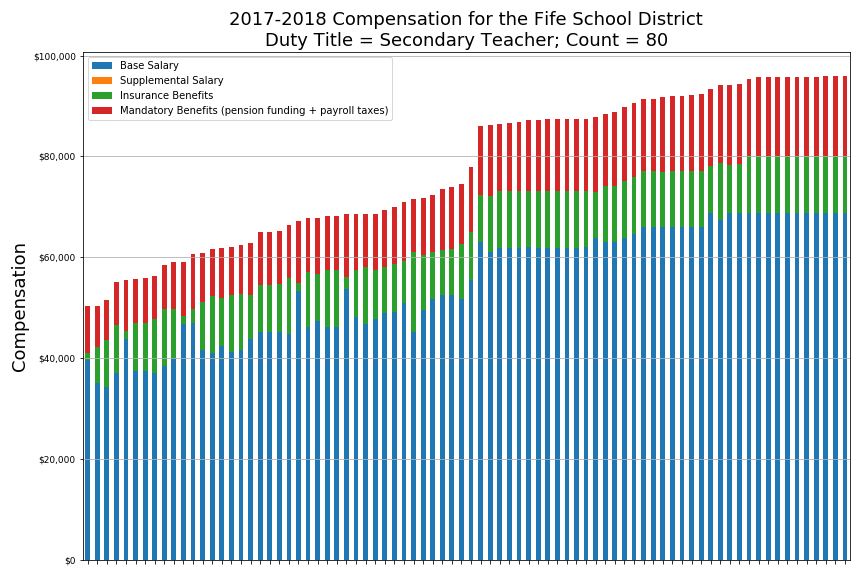 2017-2018 Compensation for the Fife School District
Duty Title = Secondary Teacher; Count = 80
$100,000
Base Salary
Supplemental Salary
Insurance Benefits
Mandatory Benefits (pension funding + payroll taxes)
$80,000
$60,000
Compensation
$40,000
$20,000
$0